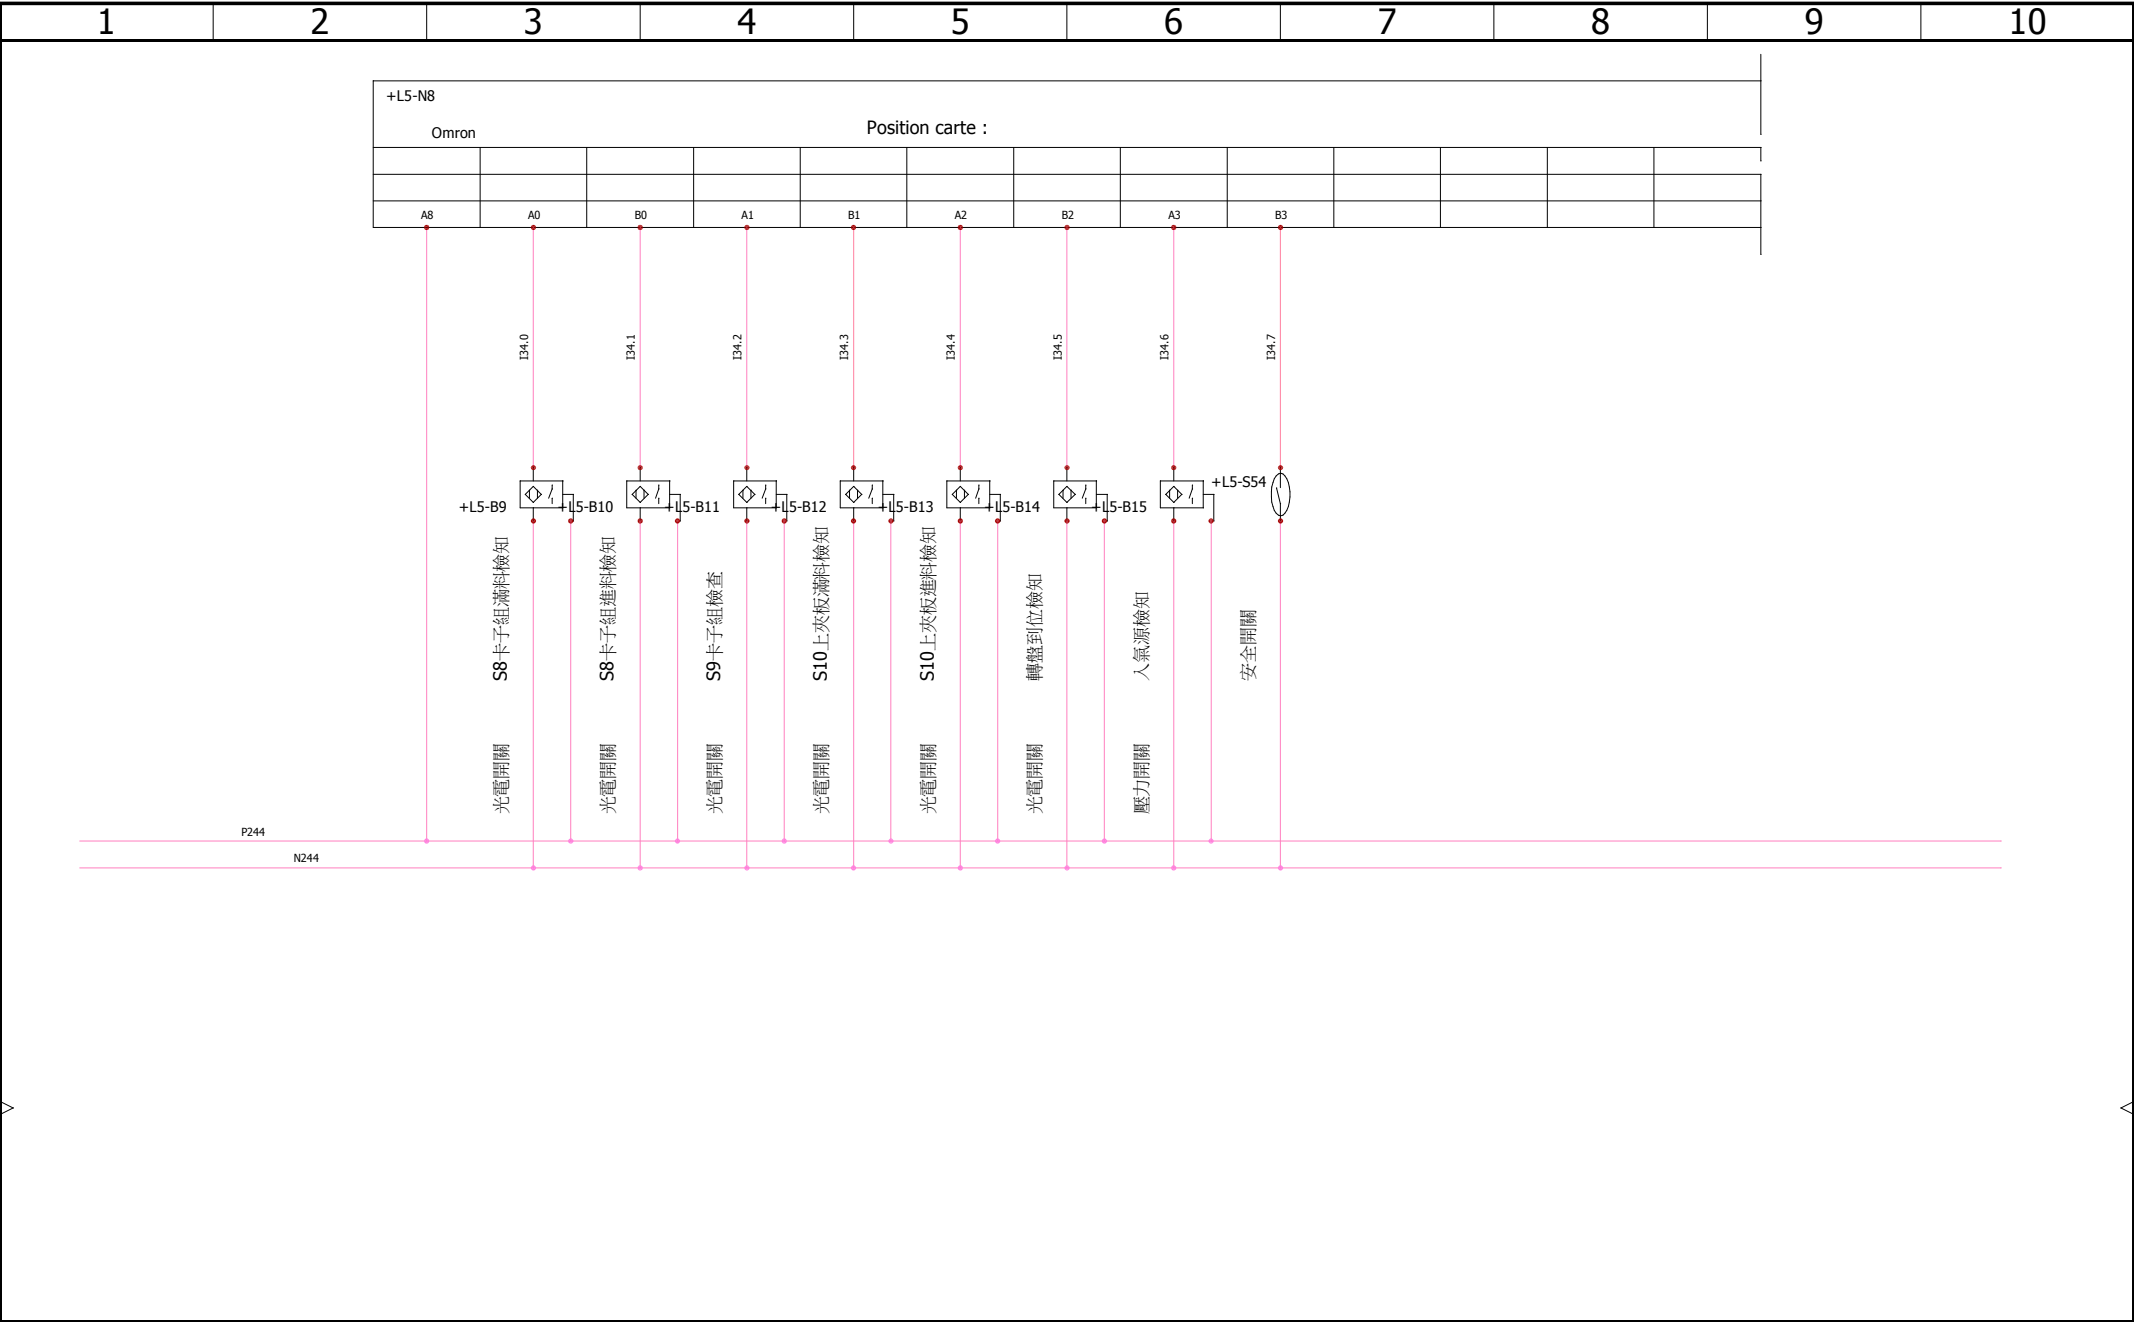 1 2 3 4 5 6 7 8 9 10
+L5-N8
Omron
Position carte :
A8 A0 B0 A1 B1 A2 B2 A3 B3
I34.0 I34.1 I34.2 I34.3 I34.4 I34.5 I34.6 I34.7
+L5-S54
+L5-B9 +L5-B10 +L5-B11 +L5-B12 +L5-B13 +L5-B14 +L5-B15
S8卡子組滿料檢知
S8卡子組進料檢知
S9卡子組檢查
S10上夾板滿料檢知
S10上夾板進料檢知
轉盤到位檢知
入氣源檢知
安全開關
光電開關
光電開關
光電開關
光電開關
光電開關
光電開關
壓力開關
P244
N244